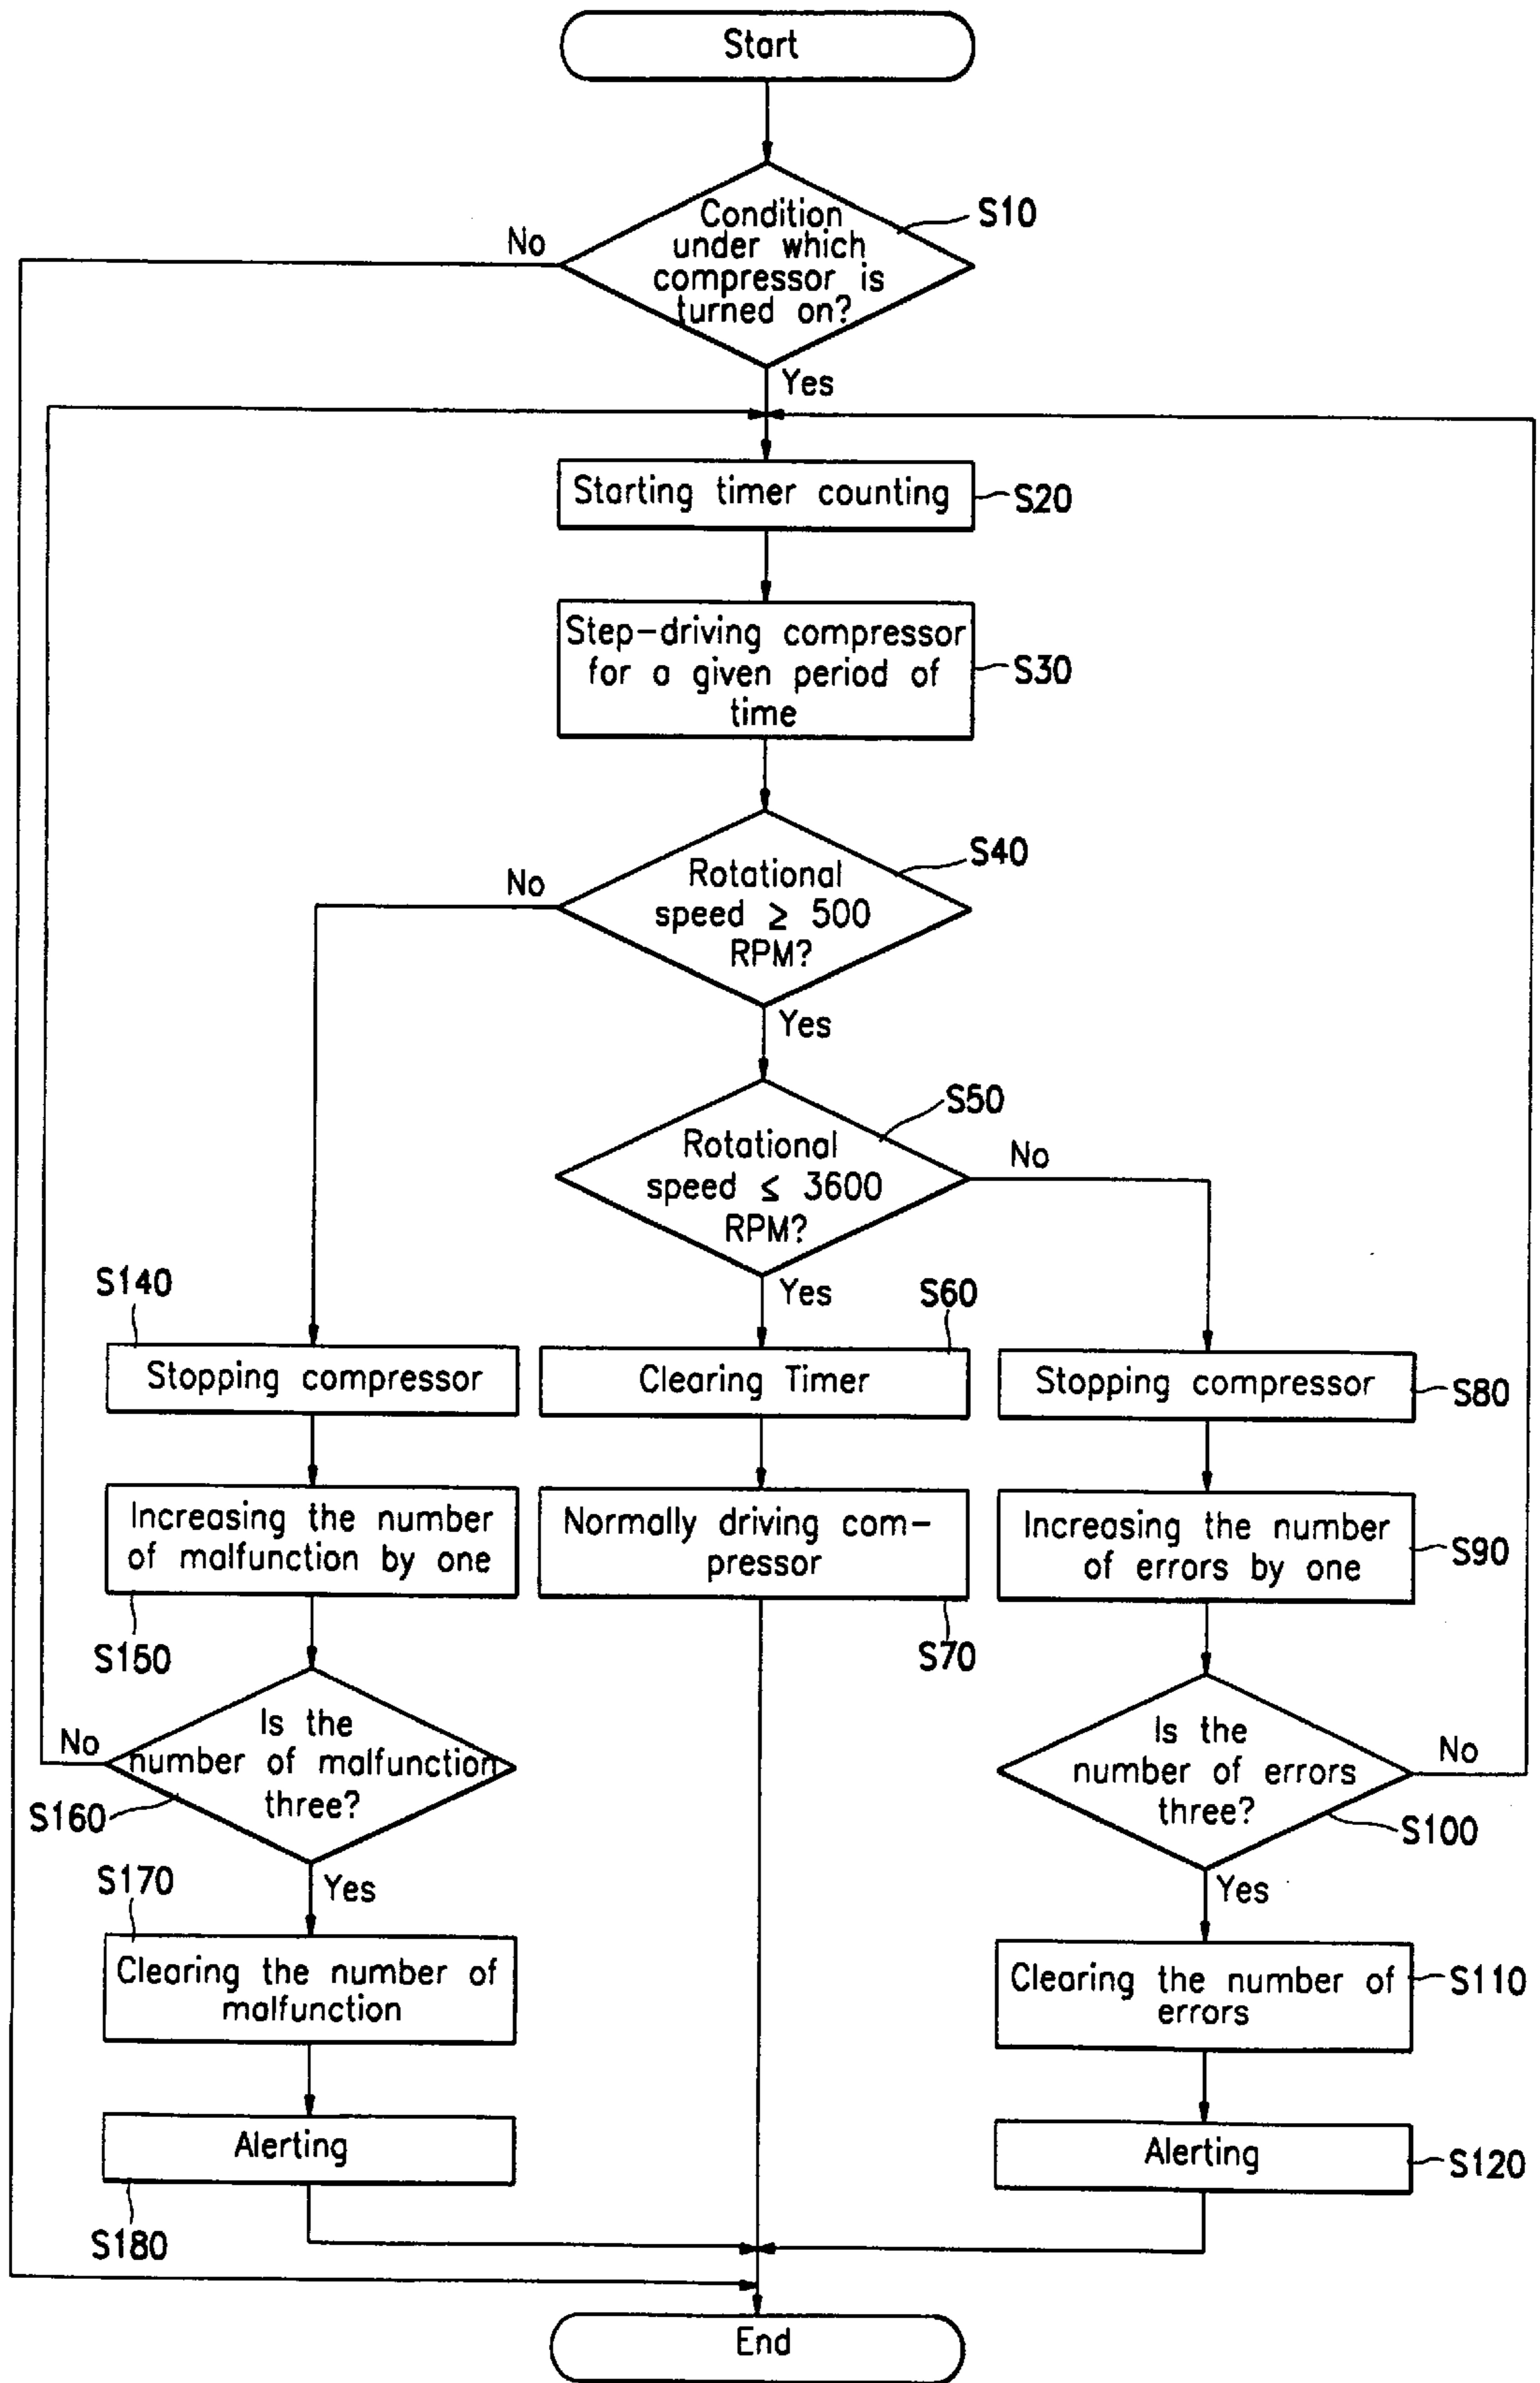 Start
Condition
under which
compressor is
turned on?
S10
No
Yes
Starting timer counting
S20
Step-driving compressor
for a given period of
time
S30
Rotational
speed ≥ 500
RPM?
S40
No
Yes
Rotational
speed ≤ 3600
RPM?
S50
No
Yes
S140
Stopping compressor
S60
Clearing Timer
Stopping compressor
S80
Increasing the number
of malfunction by one
S150
Normally driving com-
pressor
S70
Increasing the number
of errors by one
S90
Is the
number of malfunction
three?
No
S160
Yes
Is the
number of errors
three?
No
S100
Yes
S170
Clearing the number of
malfunction
Clearing the number of
errors
S110
Alerting
S180
Alerting
S120
End